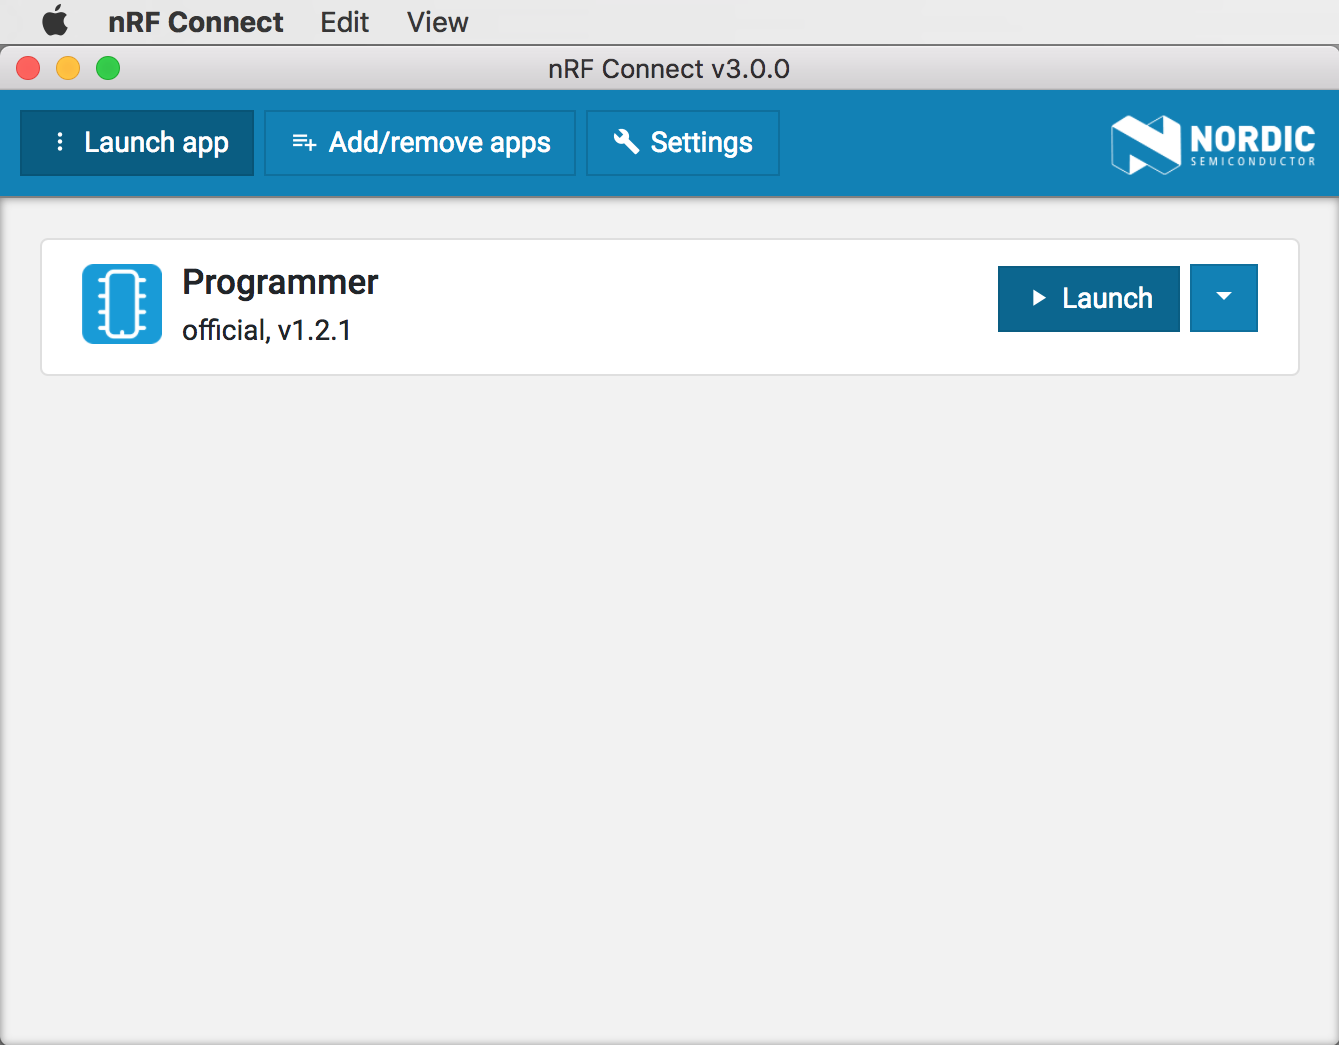 nRF Connect Edit View
nRF Connect v3.0.0
Launch app Add/remove apps Settings
NORDIC
SEMICONDUCTOR
Programmer
official, v1.2.1
Launch